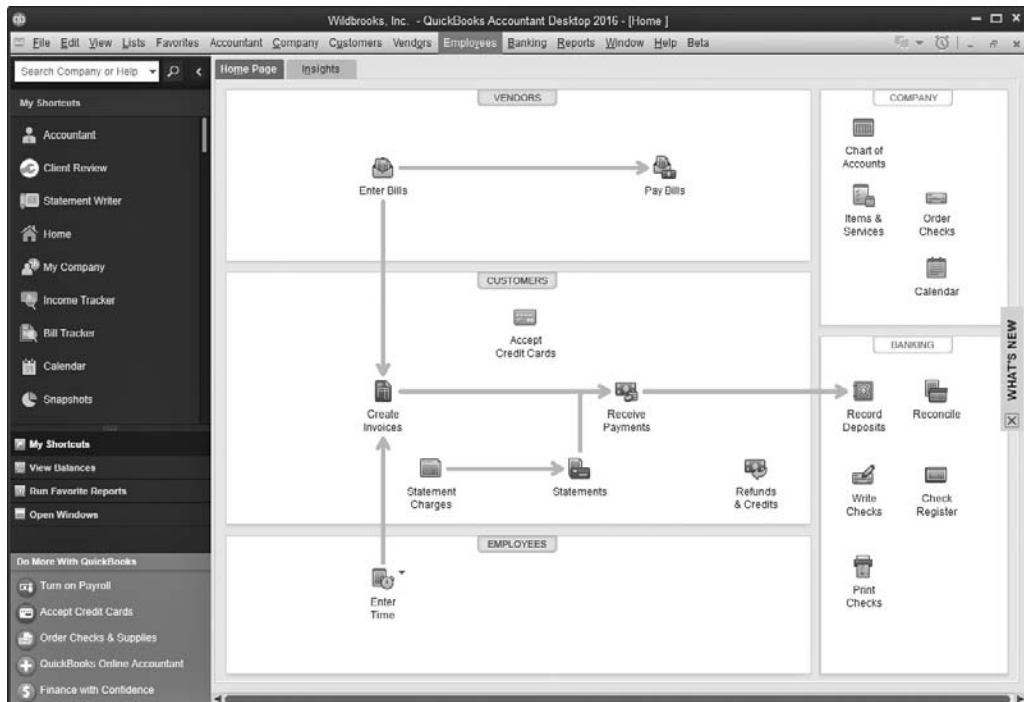 qb
Wildbrooks, Inc. - QuickBooks Accountant Desktop 2016 - [Home ]
File Edit View Lists Favorites Accountant Company Customers Vendors Employees Banking Reports Window Help Beta
Search Company or Help
Home Page
Insights
My Shortcuts
Accountant
Client Review
Statement Writer
Home
My Company
Income Tracker
Bill Tracker
Calendar
Snapshots
My Shortcuts
View Balances
Run Favorite Reports
Open Windows
Do More With QuickBooks
Turn on Payroll
Accept Credit Cards
Order Checks & Supplies
QuickBooks Online Accountant
Finance with Confidence
VENDORS
Enter Bills
Pay Bills
CUSTOMERS
Accept
Credit Cards
Create
Invoices
Receive
Payments
Statement
Charges
Statements
Refunds
& Credits
EMPLOYEES
Enter
Time
COMPANY
Chart of
Accounts
Items &
Services
Order
Checks
Calendar
BANKING
Record
Deposits
Reconcile
Write
Checks
Check
Register
Print
Checks
WHAT'S NEW